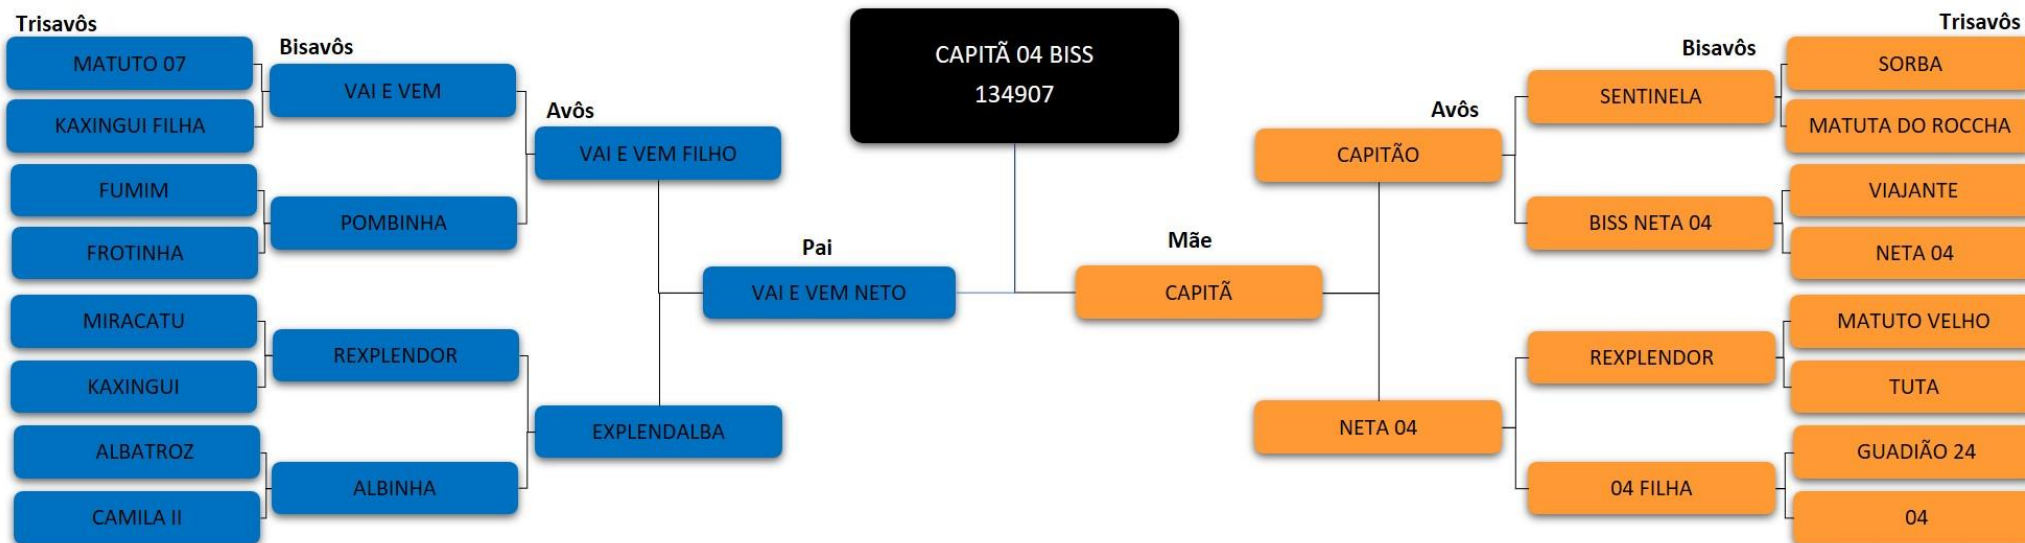 Trisavôs
MATUTO 07
KAXINGUI FILHA
FUMIM
FROTINHA
MIRACATU
KAXINGUI
ALBATROZ
CAMILA II
Bisavôs
VAI E VEM
POMBINHA
REXPLENDOR
ALBINHA
Avôs
VAI E VEM FILHO
EXPLENDALBA
Pai
VAI E VEM NETO
CAPITÃ 04 BISS
134907
Mãe
CAPITÃ
Avôs
CAPITÃO
NETA 04
Bisavôs
SENTINELA
BISS NETA 04
REXPLENDOR
04 FILHA
Trisavôs
SORBA
MATUTA DO ROCCHA
VIAJANTE
NETA 04
MATUTO VELHO
TUTA
GUADIÃO 24
04